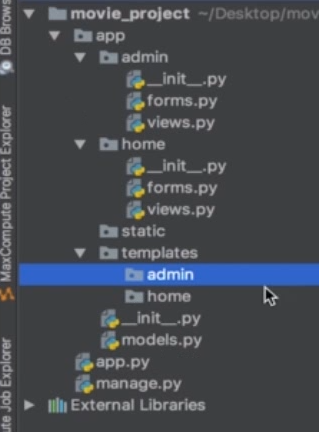 movie_project ~/Desktop/mov
app
admin
__init__.py
forms.py
views.py
home
__init__.py
forms.py
views.py
static
templates
admin
home
__init__.py
models.py
app.py
manage.py
External Libraries
DB Brows
MaxCompute Project Explorer
ute Job Explorer